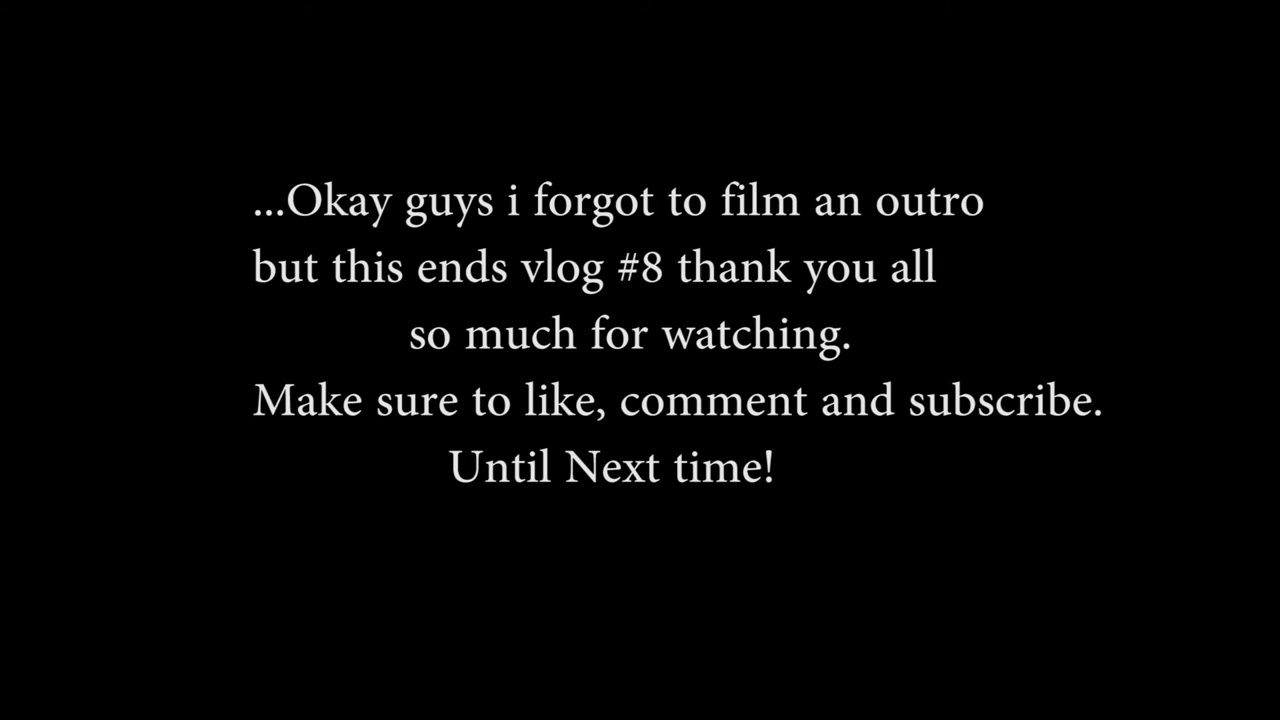 ...Okay guys i forgot to film an outro
but this ends vlog #8 thank you all
so much for watching.
Make sure to like, comment and subscribe.
Until Next time!